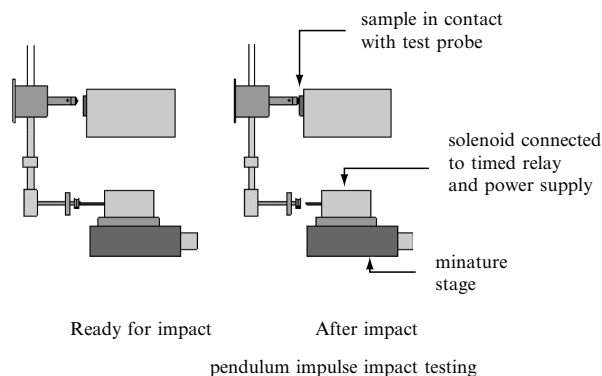 sample in contact
with test probe
solenoid connected
to timed relay
and power supply
minature
stage
Ready for impact
After impact
pendulum impulse impact testing